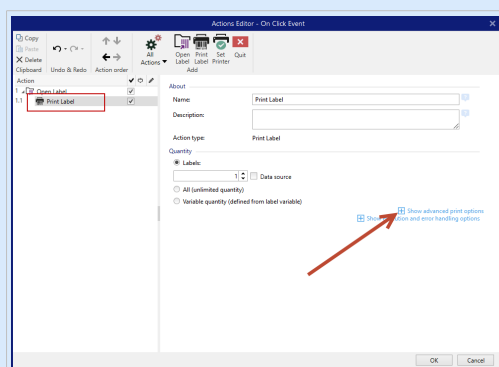 Actions Editor - On Click Event
Copy
Paste
Delete
Clipboard
Undo & Redo
Action order
All
Actions
Open
Label
Print
Label
Set
Printer
Quit
Add
Action
1
Open Label
1.1
Print Label
About
Name:
Print Label
Description:
Action type:
Print Label
Quantity
Labels:
1
Data source
All (unlimited quantity)
Variable quantity (defined from label variable)
Show advanced print options
and error handling options
OK
Cancel